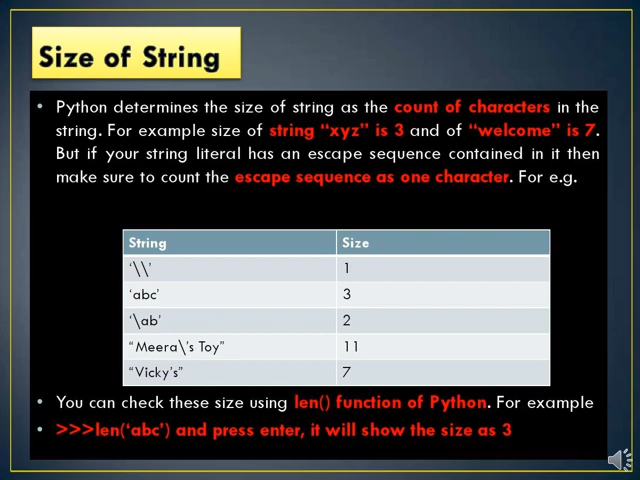 Size of String
• Python determines the size of string as the count of characters in the
string. For example size of string “xyz” is 3 and of “welcome” is 7.
But if your string literal has an escape sequence contained in it then
make sure to count the escape sequence as one character. For e.g.
String Size
‘\\’ 1
‘abc’ 3
‘\ab’ 2
“Meera\’s Toy” 11
“Vicky’s” 7
• You can check these size using len() function of Python. For example
• >>>len(‘abc’) and press enter, it will show the size as 3